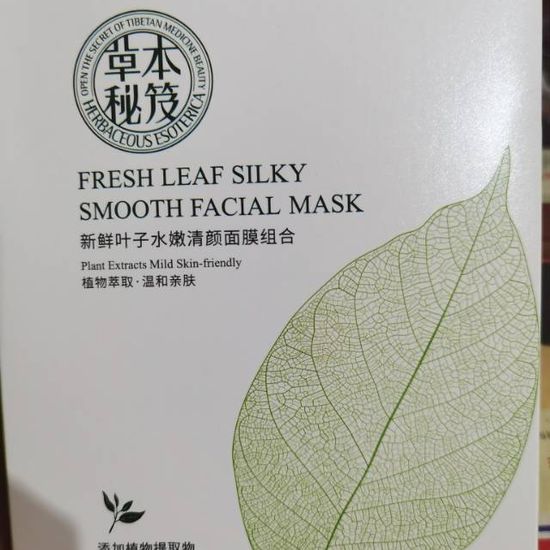 OPEN THE SECRET OF TIBETAN MEDICINE BEAUTY
草本
秘笈
HERBACEOUS ESOTERICA
FRESH LEAF SILKY
SMOOTH FACIAL MASK
新鲜叶子水嫩清颜面膜组合
Plant Extracts Mild Skin-friendly
植物萃取·温和亲肤
添加植物提取物